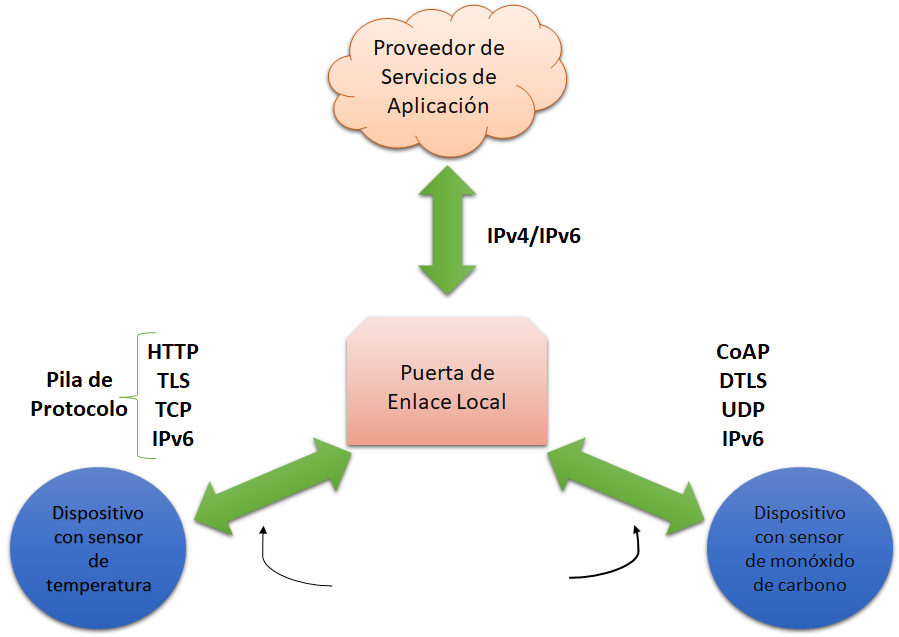 Proveedor de
Servicios de
Aplicación
IPv4/IPv6
Puerta de
Enlace Local
Pila de
Protocolo
HTTP
TLS
TCP
IPv6
CoAP
DTLS
UDP
IPv6
Dispositivo
con sensor
de
temperatura
Dispositivo
con sensor
de monóxido
de carbono